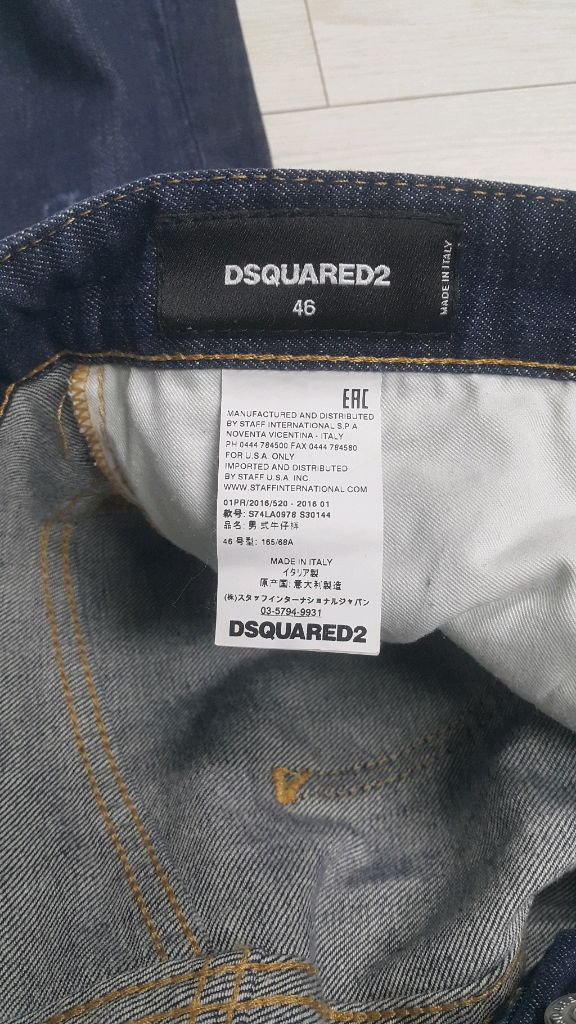 DSQUARED2
46
MADE IN ITALY
EAC
MANUFACTURED AND DISTRIBUTED
BY STAFF INTERNATIONAL S.P.A
NOVENTA VICENTINA - ITALY
PH 0444 784500 FAX 0444 784580
FOR U.S.A. ONLY
IMPORTED AND DISTRIBUTED
BY STAFF U.S.A. INC.
WWW.STAFFINTERNATIONAL.COM
01PR/2016/520 - 2016 01
款号: S74LA0978 S30144
品名: 男式牛仔裤
46 号型: 165/68A
MADE IN ITALY
イタリア製
原产国: 意大利製造
(株)スタッフインターナショナルジャパン
03-5794-9931
DSQUARED2